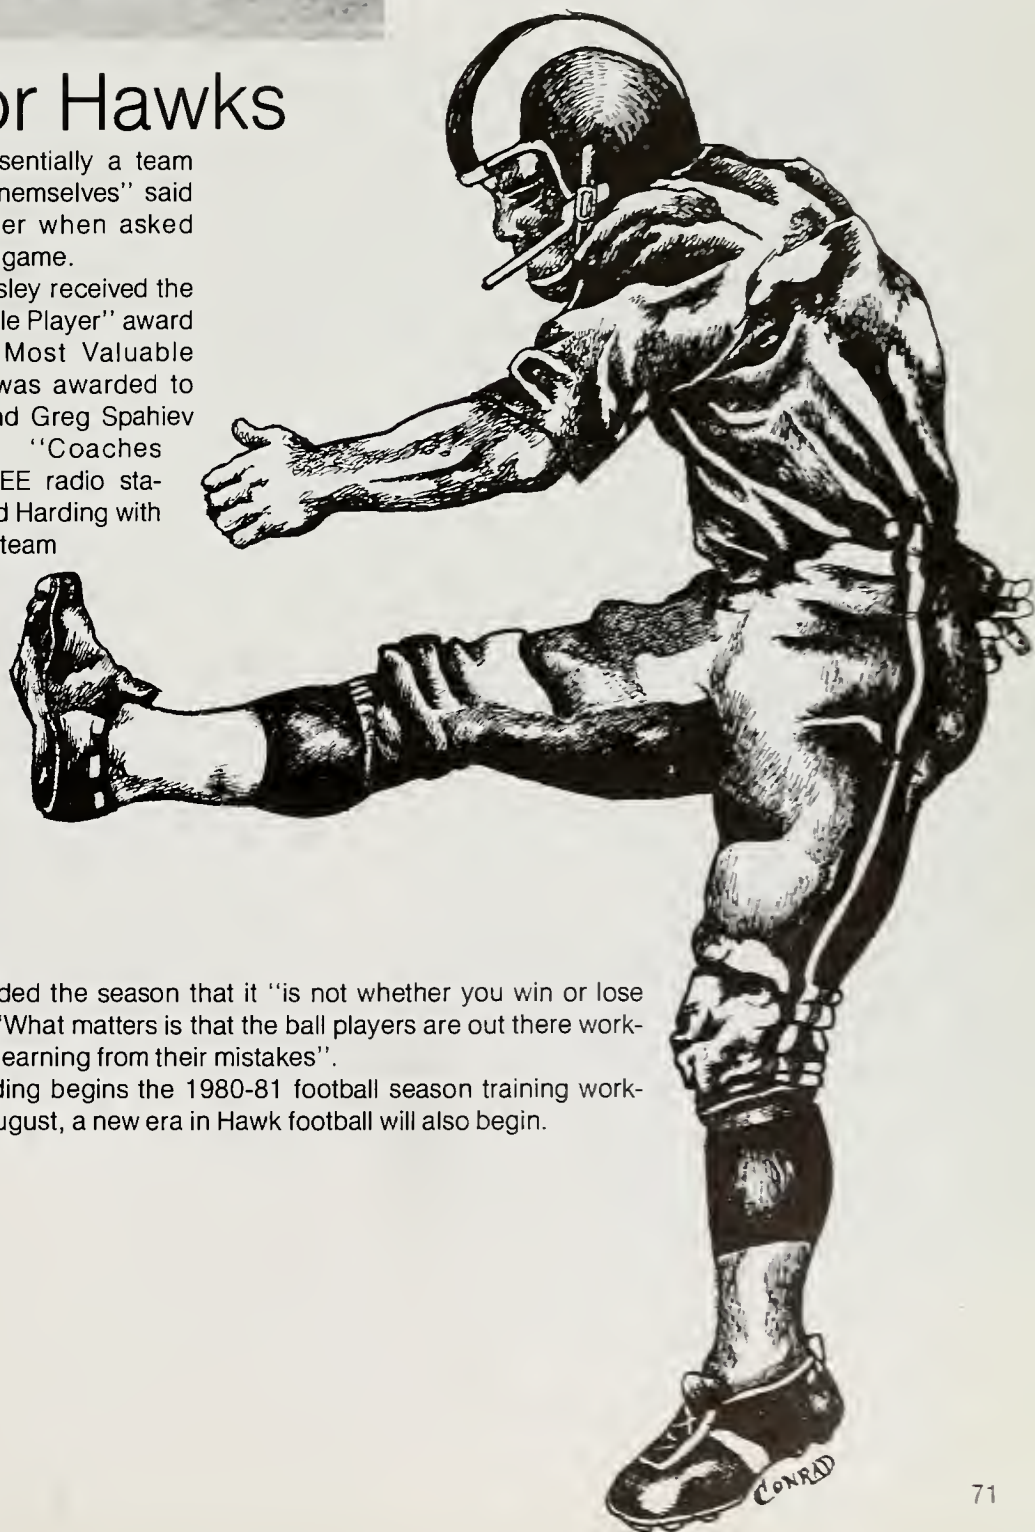 or Hawks
sentially a team
nemselves" said
er when asked
game.
sley received the
le Player" award
Most Valuable
was awarded to
nd Greg Spahiev
"Coaches
EE radio sta-
d Harding with
team
ded the season that it "is not whether you win or lose
"What matters is that the ball players are out there work-
earning from their mistakes".
ding begins the 1980-81 football season training work-
ugust, a new era in Hawk football will also begin.
CONRAD
71